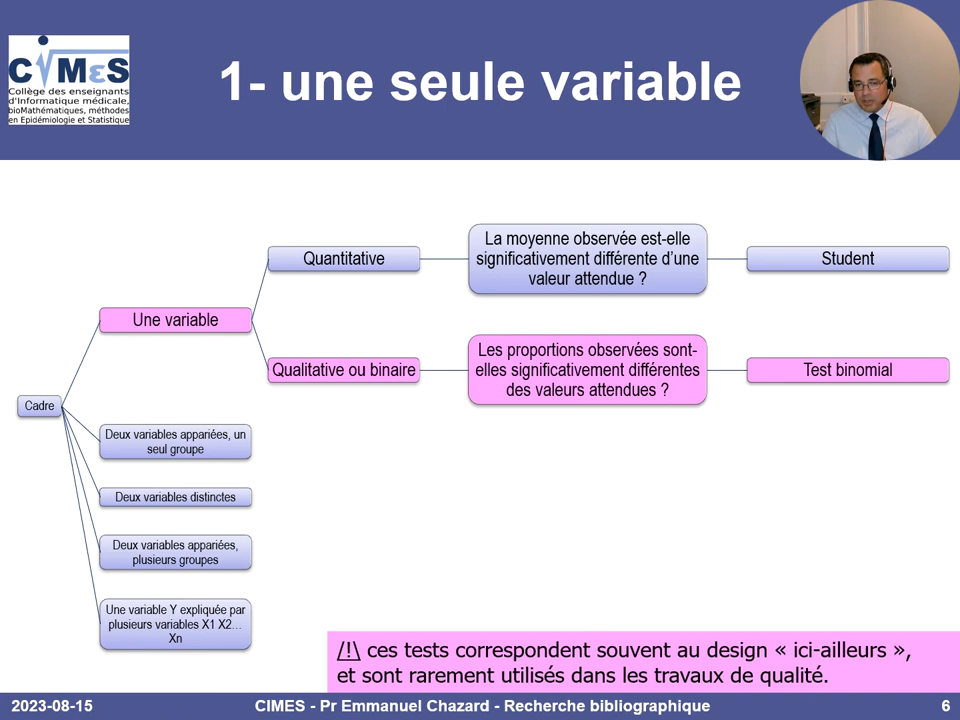 CIMεS
Collège des enseignants
d'Informatique médicale,
bioMathématiques, méthodes
en Epidémiologie et Statistique
1- une seule variable
Quantitative
La moyenne observée est-elle
significativement différente d'une
valeur attendue ?
Student
Une variable
Qualitative ou binaire
Les proportions observées sont-
elles significativement différentes
des valeurs attendues ?
Test binomial
Cadre
Deux variables appariées, un
seul groupe
Deux variables distinctes
Deux variables appariées,
plusieurs groupes
Une variable Y expliquée par
plusieurs variables X1 X2...
Xn
/!\ ces tests correspondent souvent au design « ici-ailleurs »,
et sont rarement utilisés dans les travaux de qualité.
2023-08-15
CIMES - Pr Emmanuel Chazard - Recherche bibliographique
6